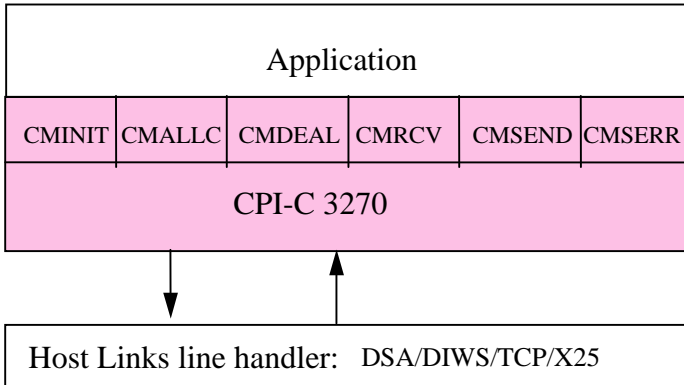 Application
CMINIT CMALLC CMDEAL CMRCV CMSEND CMSERR
CPI-C 3270
Host Links line handler: DSA/DIWS/TCP/X25